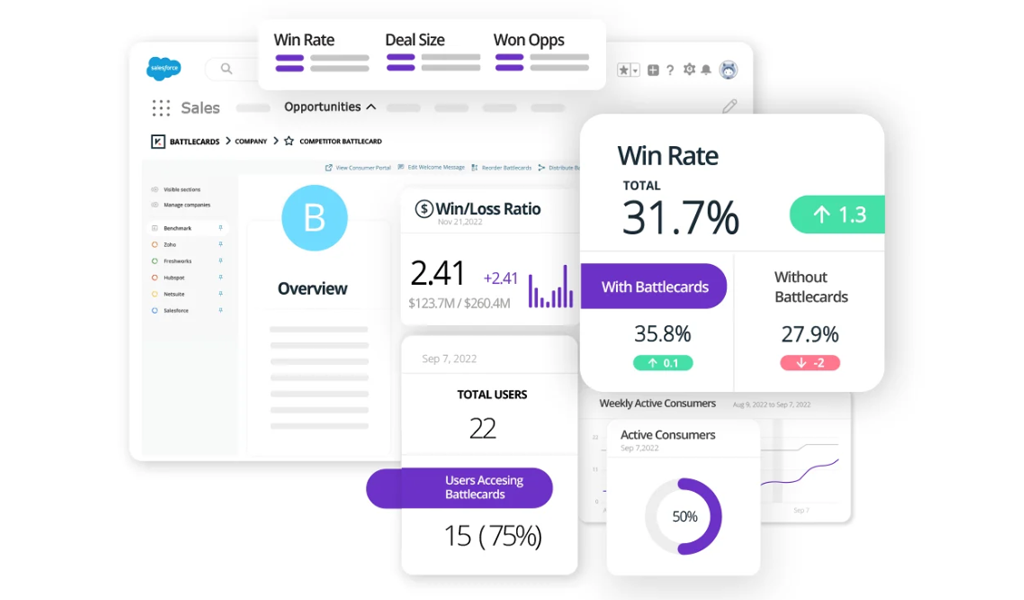 Win Rate
Deal Size
Won Opps
salesforce
Sales
Opportunities
BATTLECARDS > COMPANY > COMPETITOR BATTLECARD
View Consumer Portal
Edit Welcome Message
Reorder Battlecards
Distribute
Visible sections
Manage companies
Benchmark
Zoho
Freshworks
Hubspot
Netsuite
Salesforce
B
Overview
Win/Loss Ratio
Nov 21,2022
2.41
+2.41
$123.7M / $260.4M
Sep 7, 2022
TOTAL USERS
22
Users Accesing
Battlecards
15 (75%)
Win Rate
TOTAL
31.7%
1.3
With Battlecards
35.8%
0.1
Without
Battlecards
27.9%
-2
Weekly Active Consumers
Aug 9, 2022 to Sep 7, 2022
22
11
Sep 7
Active Consumers
Sep 7,2022
50%